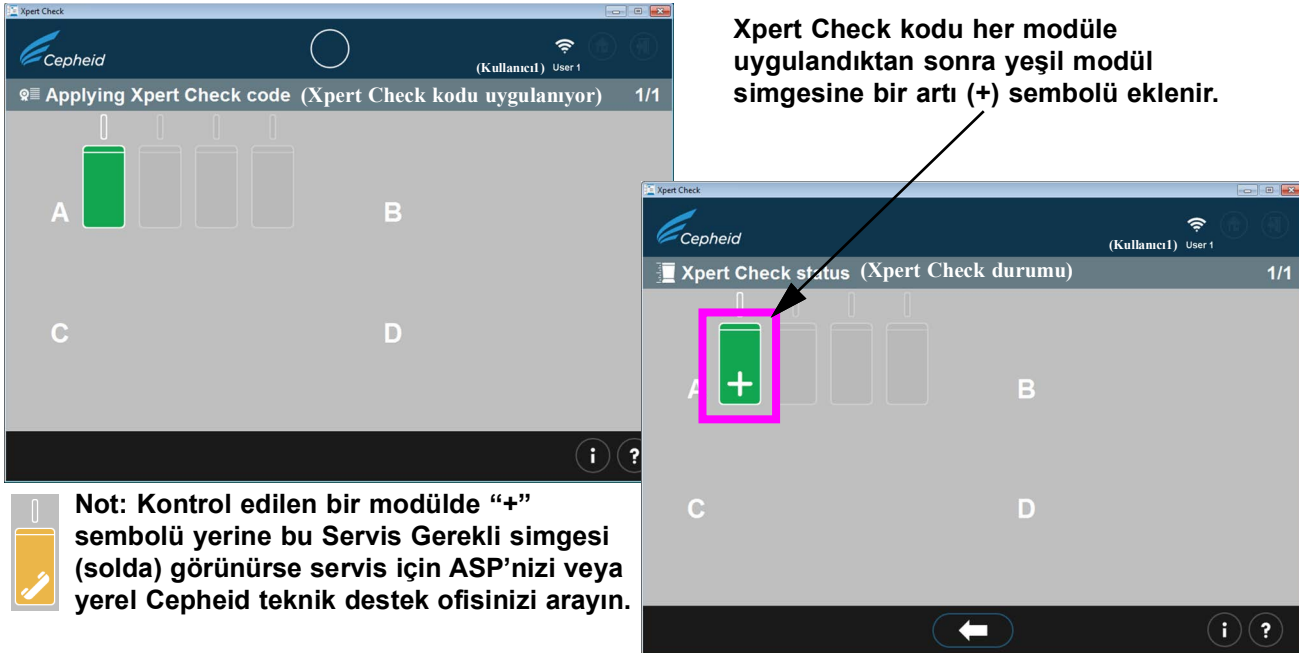 Xpert Check
Cepheid
(Kullanıcı1) User 1
Applying Xpert Check code (Xpert Check kodu uygulanıyor) 1/1
A B
C D
i ?
Xpert Check kodu her modüle
uygulandıktan sonra yeşil modül
simgesine bir artı (+) sembolü eklenir.
Xpert Check
Cepheid
(Kullanıcı1) User 1
Xpert Check status (Xpert Check durumu) 1/1
+
A B
C D
i ?
Not: Kontrol edilen bir modülde “+”
sembolü yerine bu Servis Gerekli simgesi
(solda) görünürse servis için ASP’nizi veya
yerel Cepheid teknik destek ofisinizi arayın.